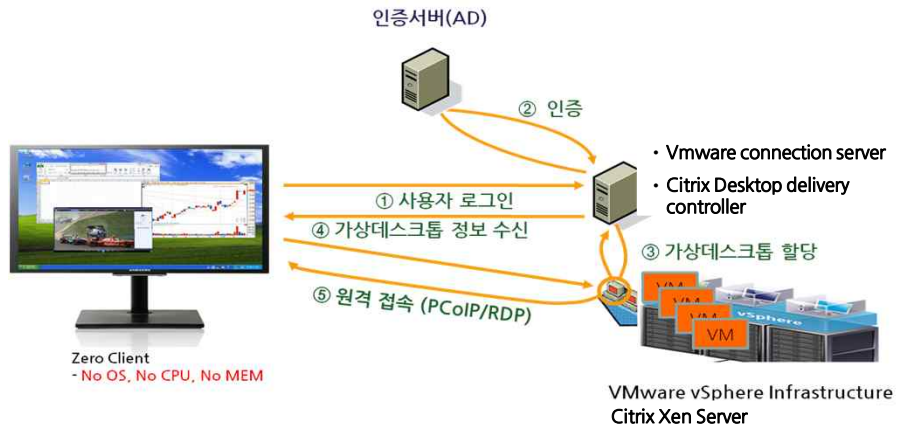 인증서버(AD)
② 인증
• Vmware connection server
• Citrix Desktop delivery
controller
① 사용자 로그인
④ 가상데스크톱 정보 수신
③ 가상데스크톱 할당
⑤ 원격 접속 (PCoIP/RDP)
VM
VM
VM
VM
vSphere
Zero Client
- No OS, No CPU, No MEM
VMware vSphere Infrastructure
Citrix Xen Server